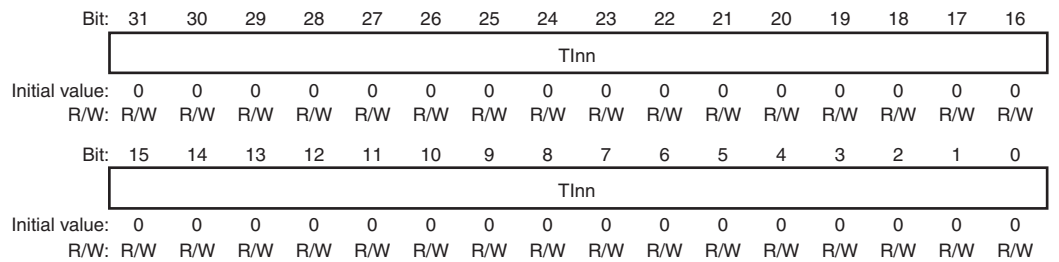 Bit: 31 30 29 28 27 26 25 24 23 22 21 20 19 18 17 16
TInn
Initial value: 0 0 0 0 0 0 0 0 0 0 0 0 0 0 0 0
R/W: R/W R/W R/W R/W R/W R/W R/W R/W R/W R/W R/W R/W R/W R/W R/W R/W
Bit: 15 14 13 12 11 10 9 8 7 6 5 4 3 2 1 0
TInn
Initial value: 0 0 0 0 0 0 0 0 0 0 0 0 0 0 0 0
R/W: R/W R/W R/W R/W R/W R/W R/W R/W R/W R/W R/W R/W R/W R/W R/W R/W